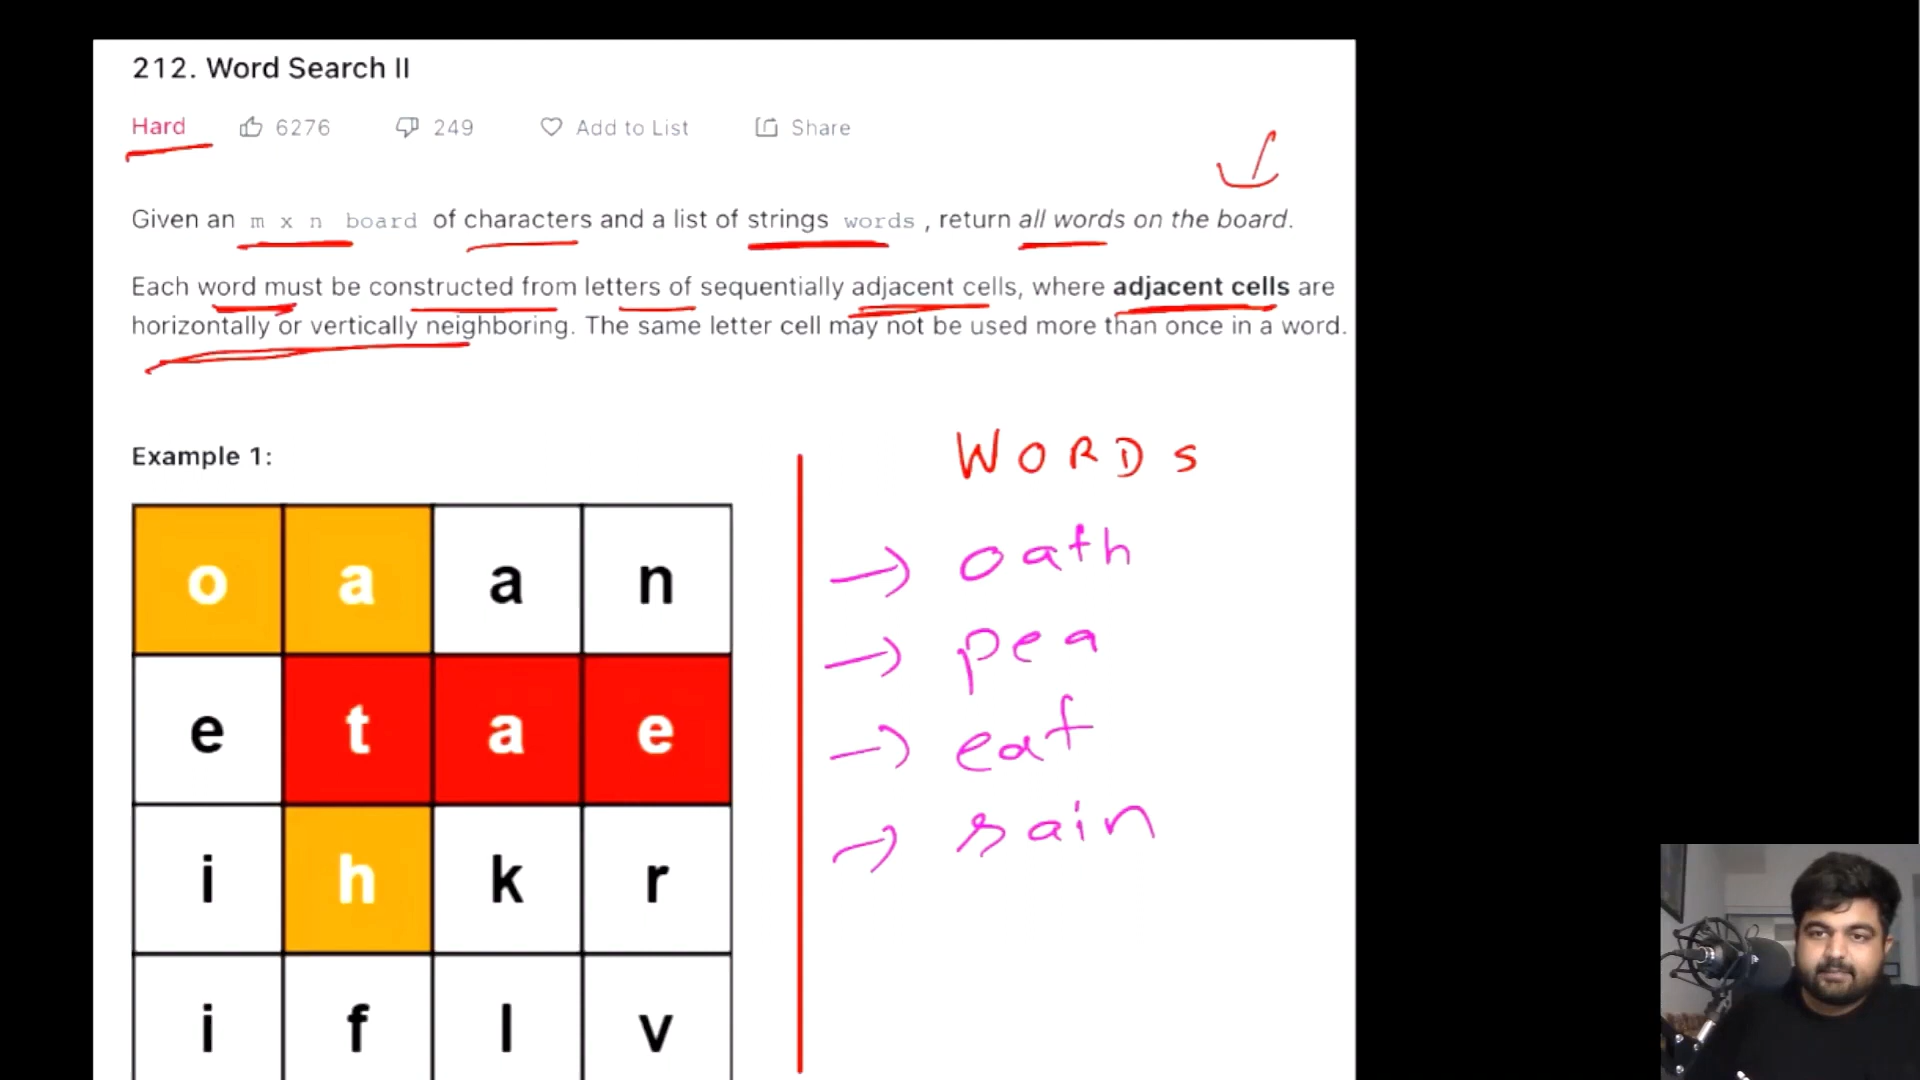 212. Word Search II
Hard 6276 249 Add to List Share
Given an m x n board of characters and a list of strings words , return all words on the board.
Each word must be constructed from letters of sequentially adjacent cells, where adjacent cells are
horizontally or vertically neighboring. The same letter cell may not be used more than once in a word.
Example 1:
o a a n
e t a e
i h k r
i f l v
WORDS
→ oath
→ pea
→ eat
→ rain